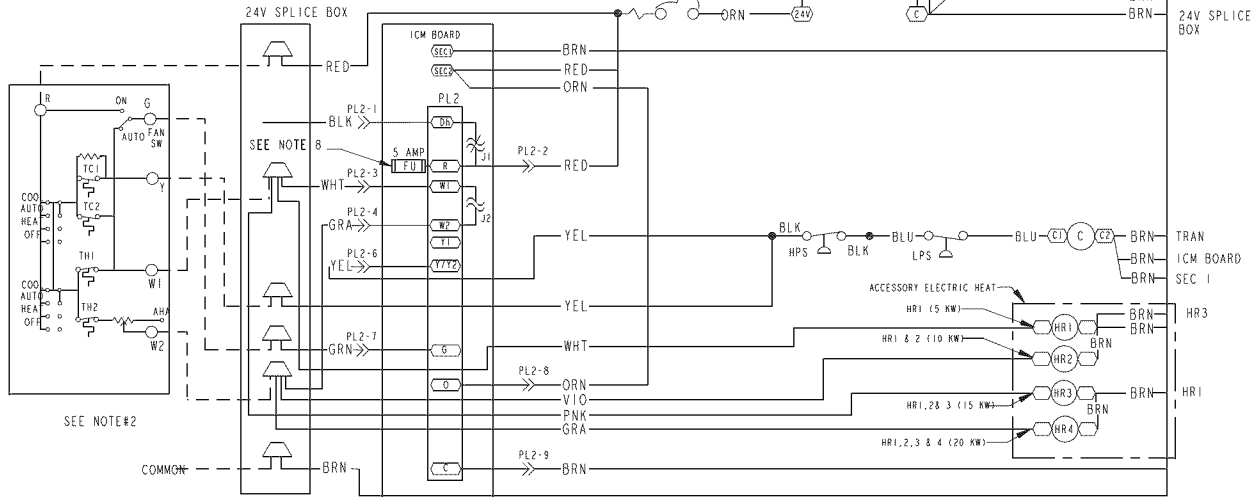 24V SPLICE BOX
ORN
24V
C
BRN
24V SPLICE
BOX
ICM BOARD
SEC1
BRN
RED
SEC2
RED
ORN
R
ON
G
AUTO
FAN
SW
PL2
PL2-1
BLK
Dh
J1
SEE NOTE 8
5 AMP
FU
R
PL2-2
RED
TC1
Y
PL2-3
WHT
W1
COO
AUTO
HEA
OFF
TC2
PL2-4
GRA
W2
J2
Y1
YEL
BLK
HPS
BLK
BLU
LPS
BLU
C1
C
C2
BRN
TRAN
BRN
ICM BOARD
BRN
SEC 1
TH1
W1
PL2-6
YEL
Y/Y2
COO
AUTO
HEA
OFF
TH2
AHA
W2
YEL
ACCESSORY ELECTRIC HEAT
HR1 (5 KW)
HR1
BRN
HR3
BRN
BRN
PL2-7
GRN
G
WHT
HR1 & 2 (10 KW)
HR2
PL2-8
O
ORN
VIO
PNK
GRA
HR1,2& 3 (15 KW)
HR3
BRN
HR1
BRN
HR1,2,3 & 4 (20 KW)
HR4
SEE NOTE#2
COMMON
BRN
C
PL2-9
BRN